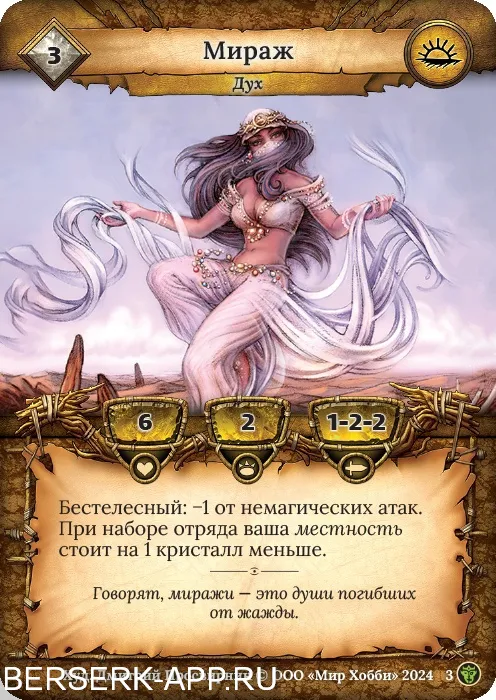 3
Мираж
Дух
6 2 1-2-2
Бестелесный: −1 от немагических атак.
При наборе отряда ваша местность
стоит на 1 кристалл меньше.
Говорят, миражи — это души погибших
от жажды.
Худ. Дмитрий © ООО «Мир Хобби» 2024 3
BERSERK-APP.RU